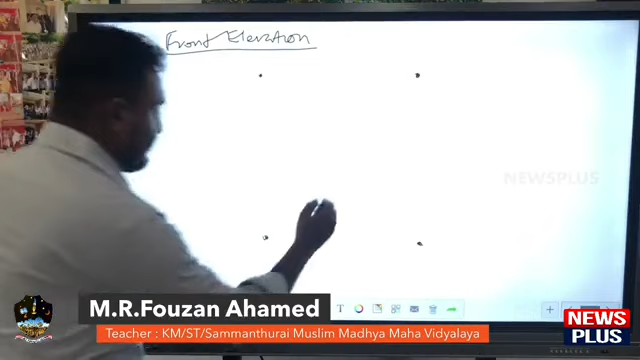 Front Elevation
NEWSPLUS
M.R.Fouzan Ahamed
Teacher : KM/ST/Sammanthurai Muslim Madhya Maha Vidyalaya
NEWS
PLUS